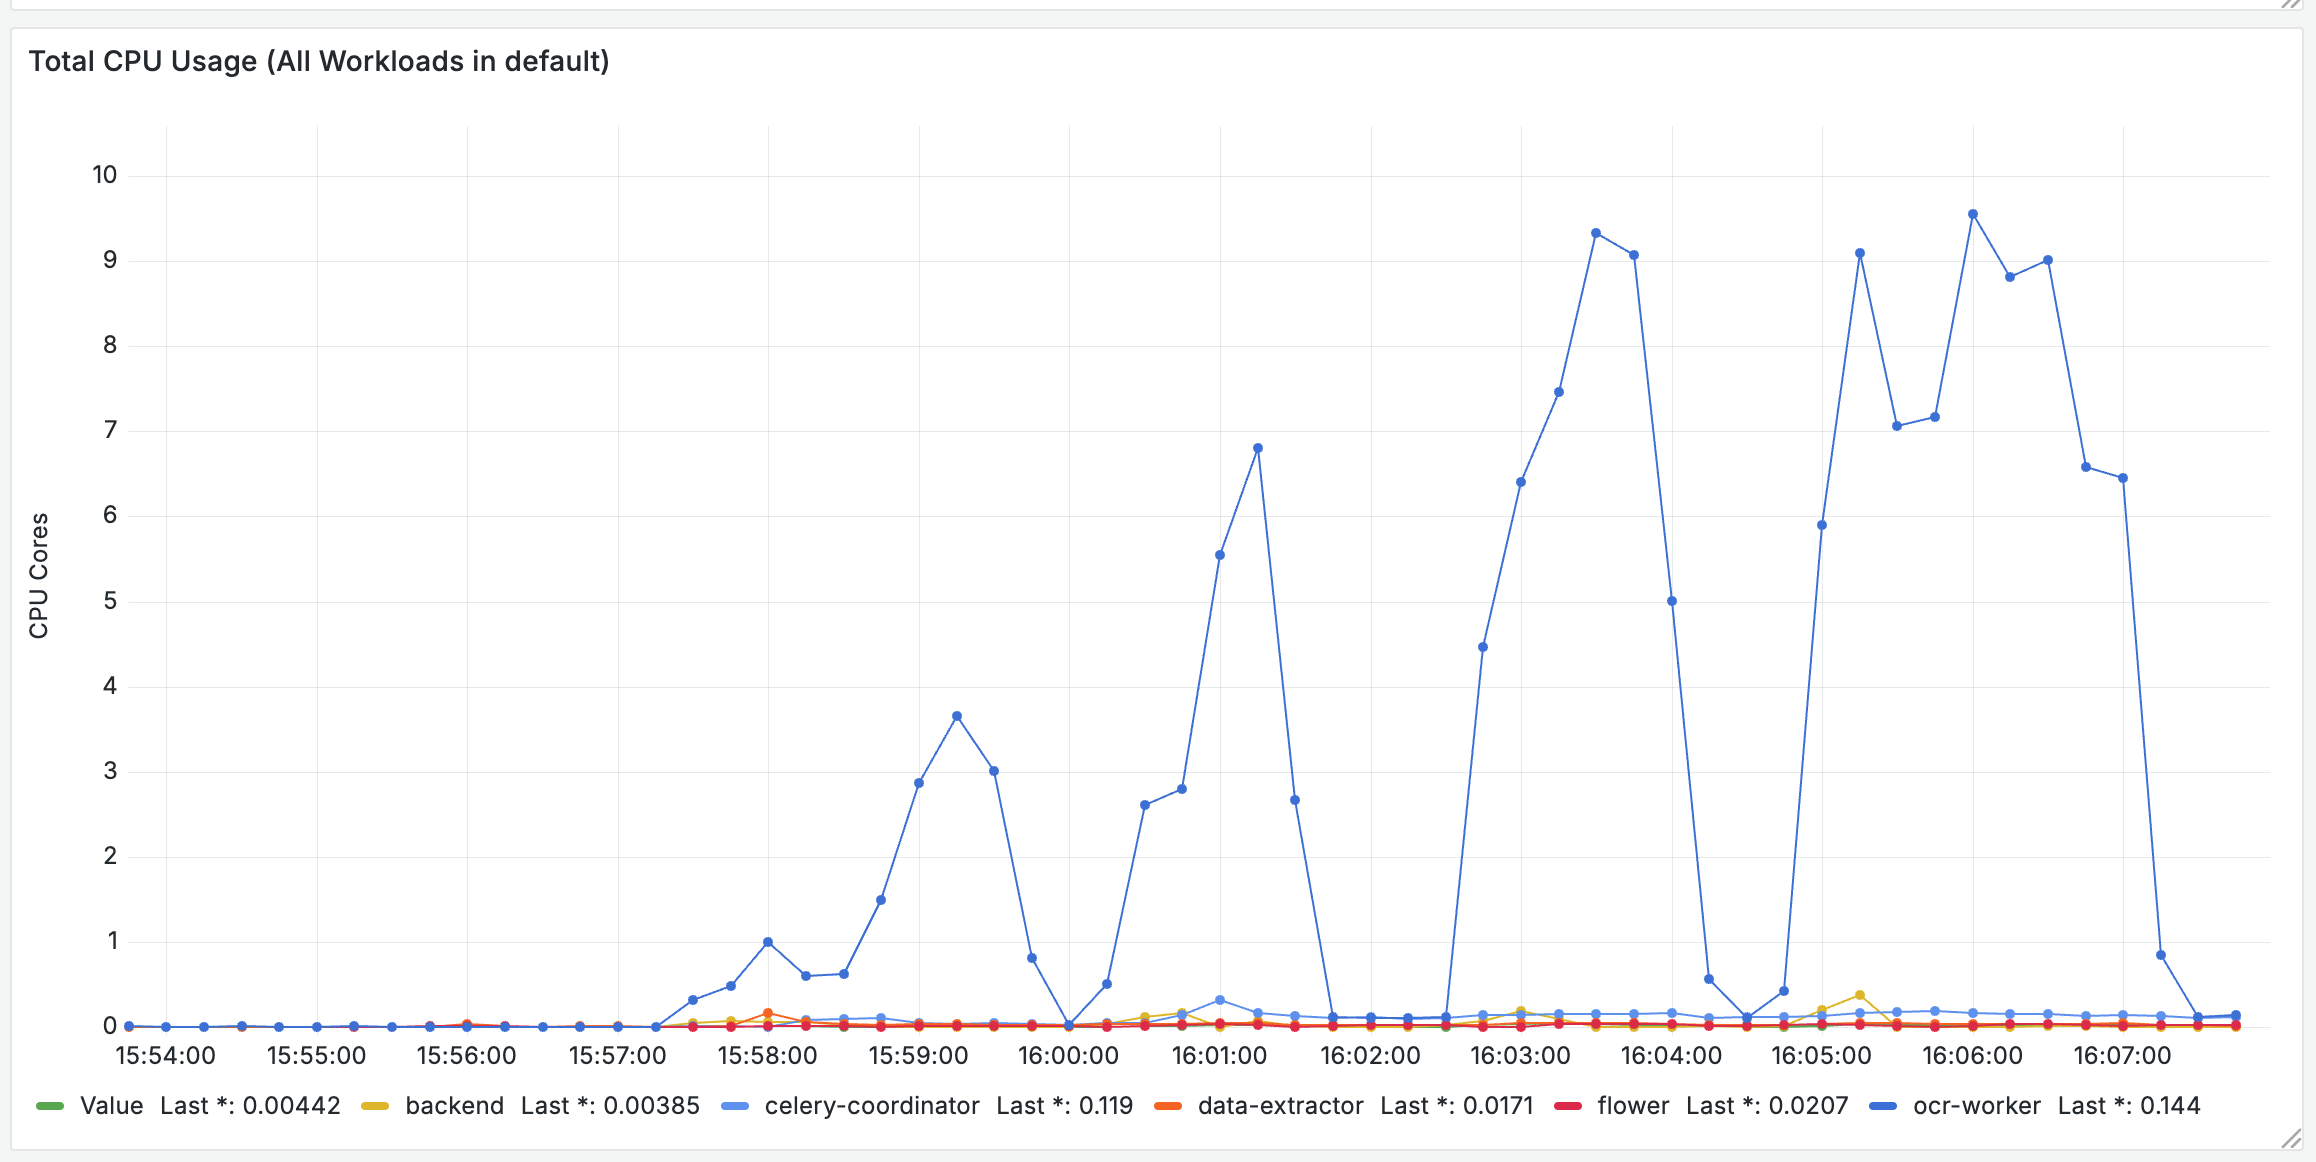 Total CPU Usage (All Workloads in default)
10
9
8
7
6
5
4
3
2
1
0
CPU Cores
15:54:00 15:55:00 15:56:00 15:57:00 15:58:00 15:59:00 16:00:00 16:01:00 16:02:00 16:03:00 16:04:00 16:05:00 16:06:00 16:07:00
Value Last *: 0.00442 backend Last *: 0.00385 celery-coordinator Last *: 0.119 data-extractor Last *: 0.0171 flower Last *: 0.0207 ocr-worker Last *: 0.144